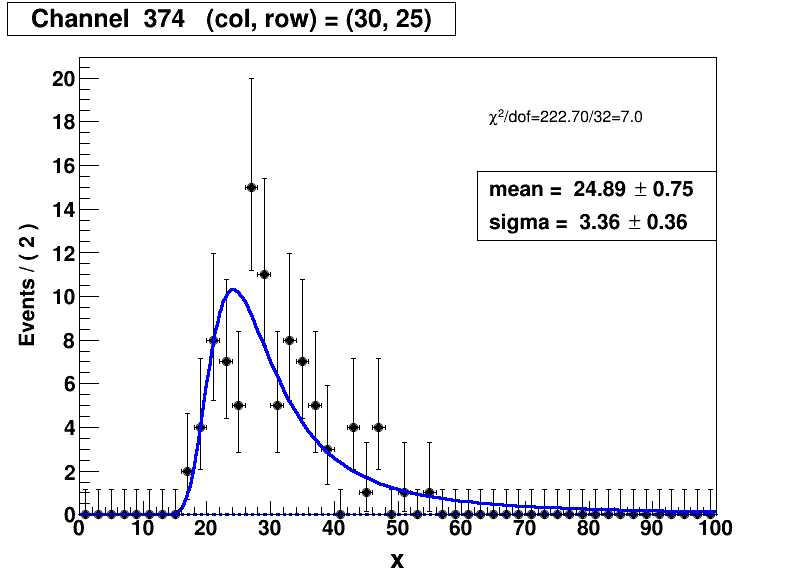 Channel 374 (col, row) = (30, 25)
χ²/dof=222.70/32=7.0
mean = 24.89 ± 0.75
sigma = 3.36 ± 0.36
Events / ( 2 )
20
18
16
14
12
10
8
6
4
2
0
0 10 20 30 40 50 60 70 80 90 100
x